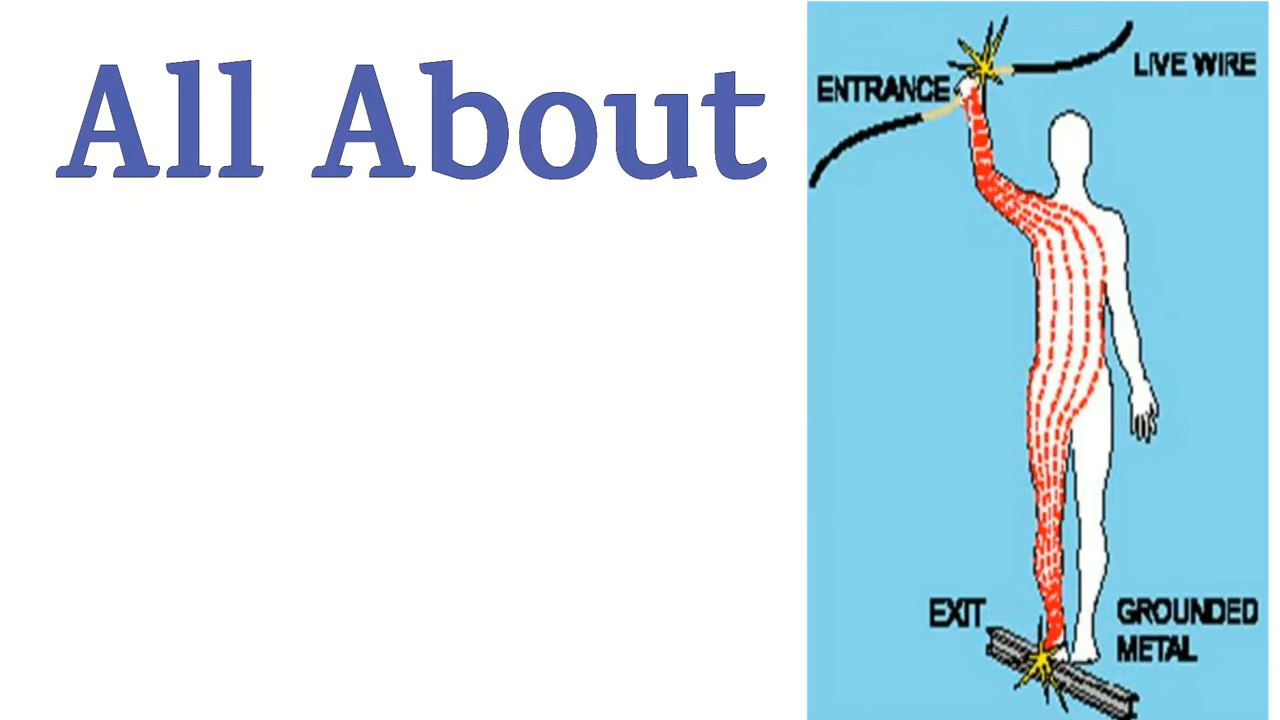 All About
LIVE WIRE
ENTRANCE
EXIT
GROUNDED
METAL